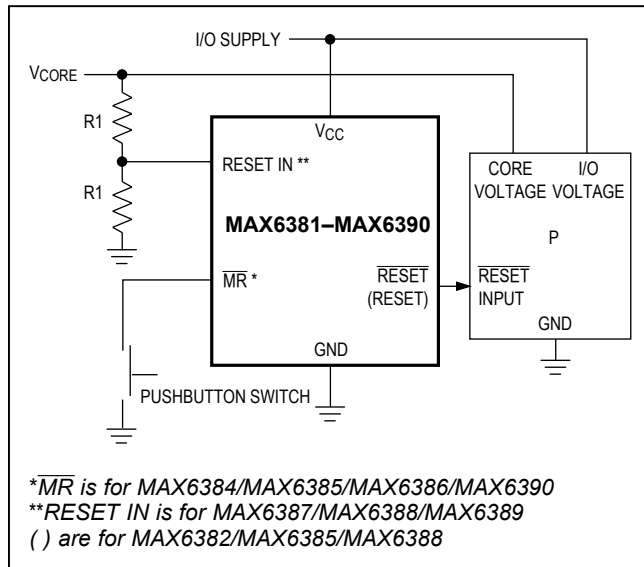 I/O SUPPLY
VCORE
R1
VCC
RESET IN **
CORE VOLTAGE
I/O VOLTAGE
R1
MAX6381–MAX6390
P
MR *
RESET
(RESET)
RESET
INPUT
GND
GND
PUSHBUTTON SWITCH
*MR is for MAX6384/MAX6385/MAX6386/MAX6390
**RESET IN is for MAX6387/MAX6388/MAX6389
( ) are for MAX6382/MAX6385/MAX6388